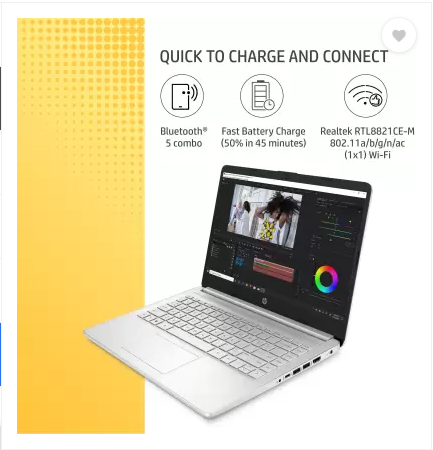 QUICK TO CHARGE AND CONNECT
Bluetooth®
5 combo
Fast Battery Charge
(50% in 45 minutes)
Realtek RTL8821CE-M
802.11a/b/g/n/ac
(1x1) Wi-Fi
hp